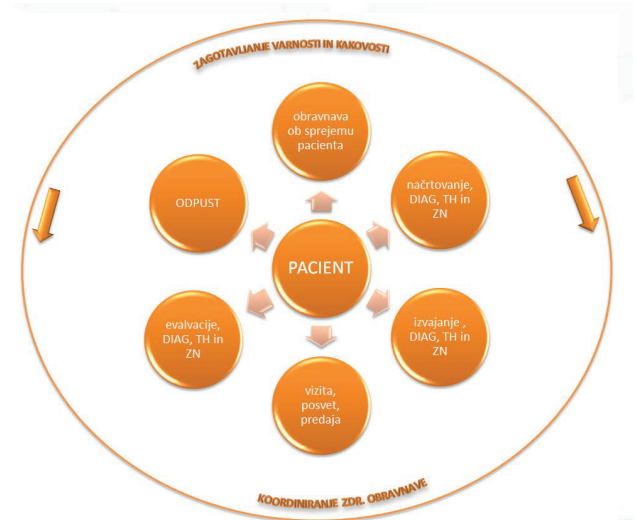 ZAGOTAVLJANJE VARNOSTI IN KAKOVOSTI
obravnava
ob sprejemu
pacienta
načrtovanje,
DIAG, TH in
ZN
izvajanje ,
DIAG, TH in
ZN
vizita,
posvet,
predaja
evalvacije,
DIAG, TH in
ZN
ODPUST
PACIENT
KOORDINIRANJE ZDR. OBRAVNAVE